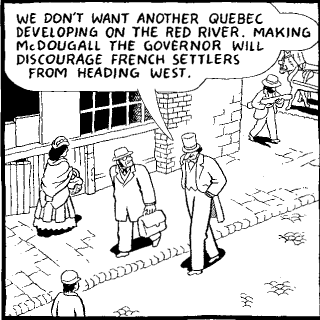 WE DON'T WANT ANOTHER QUEBEC
DEVELOPING ON THE RED RIVER. MAKING
McDOUGALL THE GOVERNOR WILL
DISCOURAGE FRENCH SETTLERS
FROM HEADING WEST.